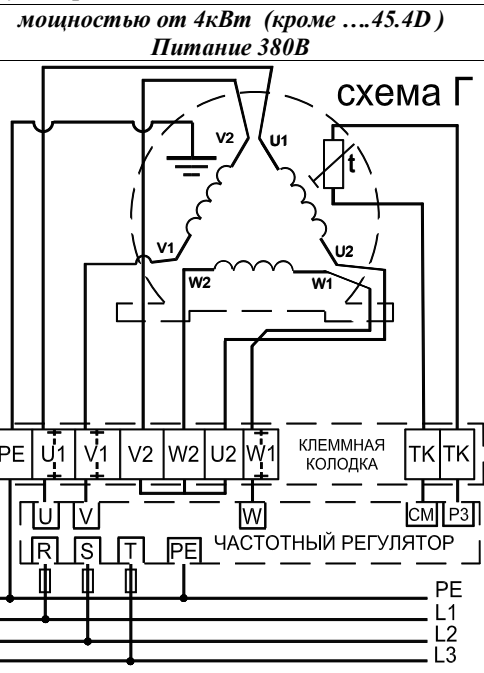 мощностью от 4кВт (кроме ….45.4D )
Питание 380В
схема Г
V2
U1
t
V1
U2
W2
W1
PE
U1
V1
V2
W2
U2
W1
КЛЕММНАЯ
КОЛОДКА
TK
TK
U
V
W
CM
P3
ЧАСТОТНЫЙ РЕГУЛЯТОР
R
S
T
PE
PE
L1
L2
L3